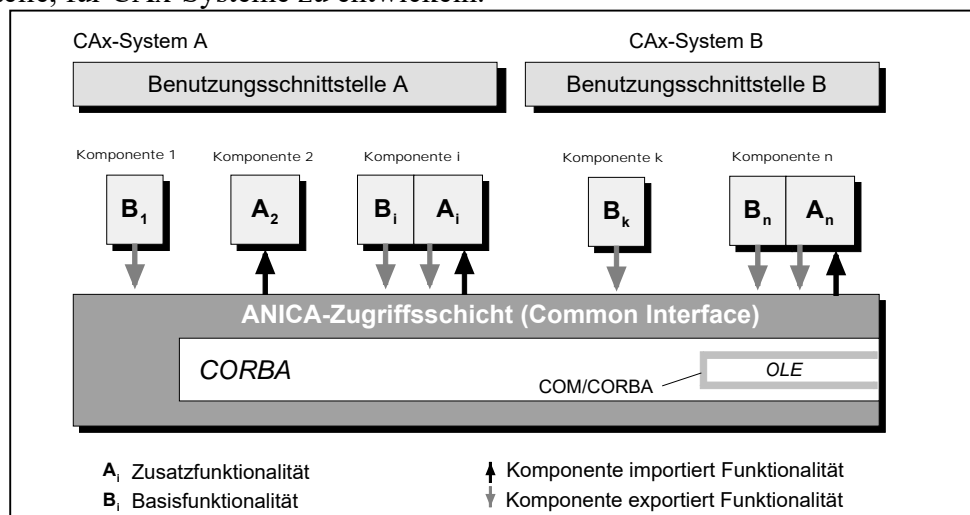 CAx-System A CAx-System B
Benutzungsschnittstelle A Benutzungsschnittstelle B
Komponente 1 Komponente 2 Komponente i Komponente k Komponente n
B1 A2 Bi Ai Bk Bn An
ANICA-Zugriffsschicht (Common Interface)
CORBA
OLE
COM/CORBA
Ai Zusatzfunktionalität
Bi Basisfunktionalität
Komponente importiert Funktionalität
Komponente exportiert Funktionalität